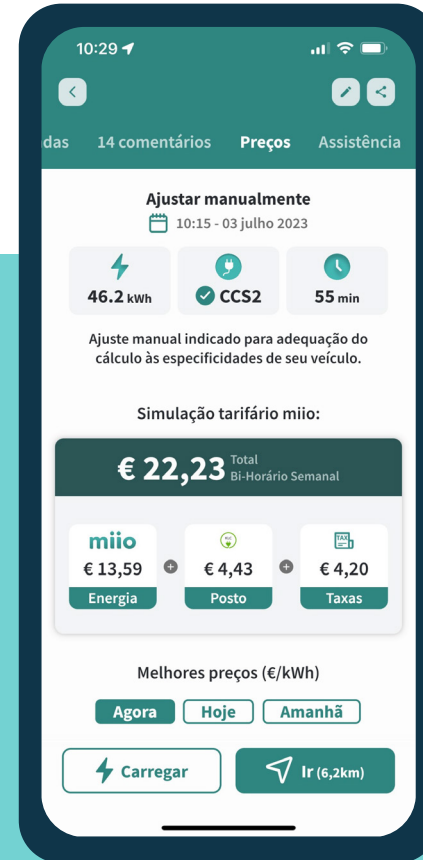 10:29
das 14 comentários Preços Assistência
Ajustar manualmente
10:15 - 03 julho 2023
46.2 kWh CCS2 55 min
Ajuste manual indicado para adequação do
cálculo às especificidades de seu veículo.
Simulação tarifário miio:
€ 22,23 Total
Bi-Horário Semanal
miio TAX
€ 13,59 + € 4,43 + € 4,20
Energia Posto Taxas
Melhores preços (€/kWh)
Agora Hoje Amanhã
Carregar Ir (6,2km)